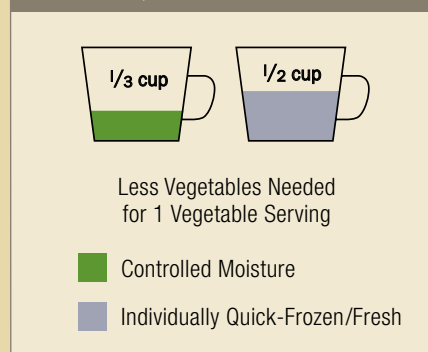 1/3 cup
1/2 cup
Less Vegetables Needed
for 1 Vegetable Serving
Controlled Moisture
Individually Quick-Frozen/Fresh